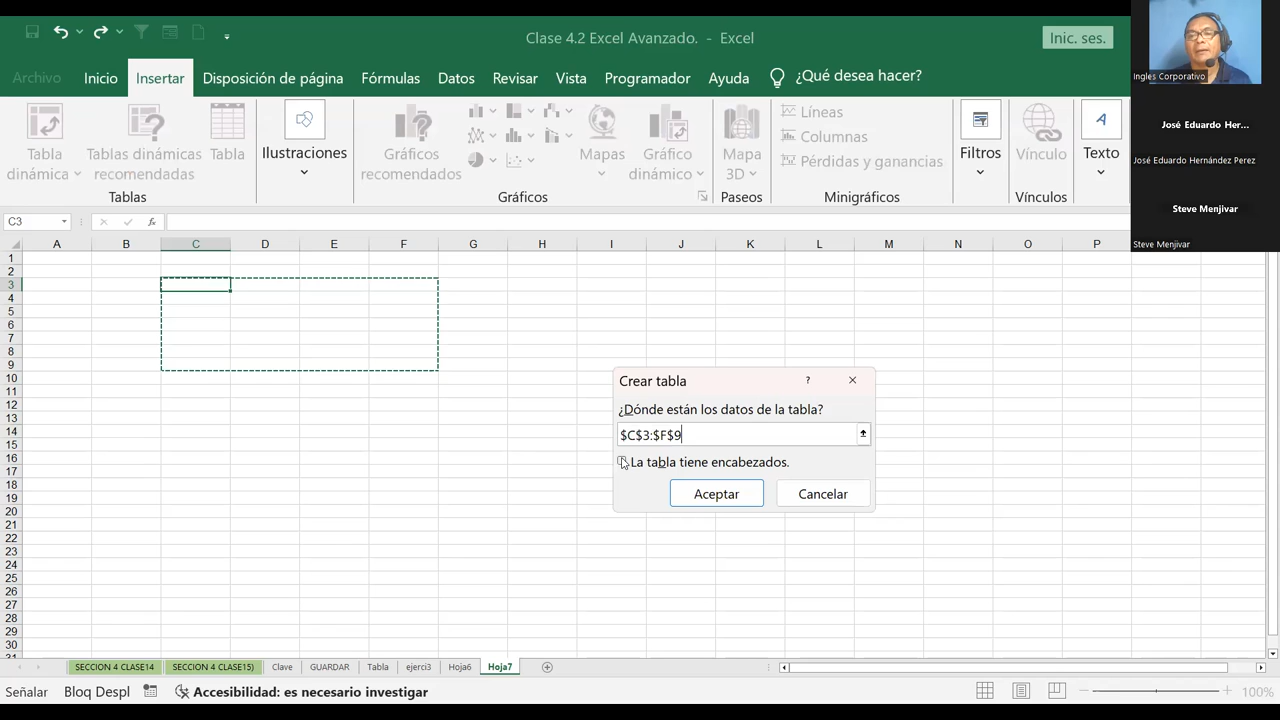 Clase 4.2 Excel Avanzado. - Excel
Inic. ses.
Archivo Inicio Insertar Disposición de página Fórmulas Datos Revisar Vista Programador Ayuda ¿Qué desea hacer?
Tabla dinámica
Tablas dinámicas recomendadas
Tabla
Tablas
Ilustraciones
Gráficos recomendados
Mapas
Gráfico dinámico
Gráficos
Mapa 3D
Paseos
Líneas
Columnas
Pérdidas y ganancias
Minigráficos
Filtros
Vínculo
Vínculos
Texto
Ingles Corporativo
José Eduardo Her...
José Eduardo Hernández Perez
Steve Menjivar
Steve Menjivar
C3
fx
A B C D E F G H I J K L M N O P
1
2
3
4
5
6
7
8
9
10
11
12
13
14
15
16
17
18
19
20
21
22
23
24
25
26
27
28
29
30
31
Crear tabla ?
¿Dónde están los datos de la tabla?
$C$3:$F$9
La tabla tiene encabezados.
Aceptar Cancelar
SECCION 4 CLASE14 SECCION 4 CLASE15) Clave GUARDAR Tabla ejerci3 Hoja6 Hoja7
Señalar Bloq Despl Accesibilidad: es necesario investigar 100%